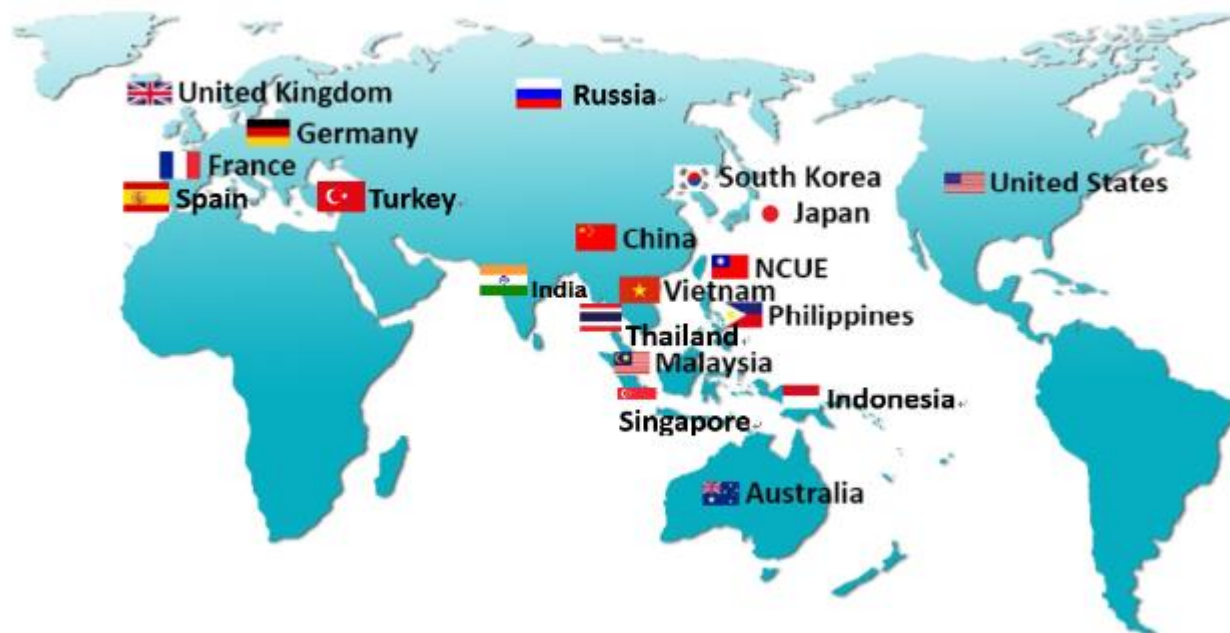 United Kingdom
Russia
Germany
France
South Korea
United States
Spain
Turkey
Japan
China
NCUE
India
Vietnam
Philippines
Thailand
Malaysia
Indonesia
Singapore
Australia